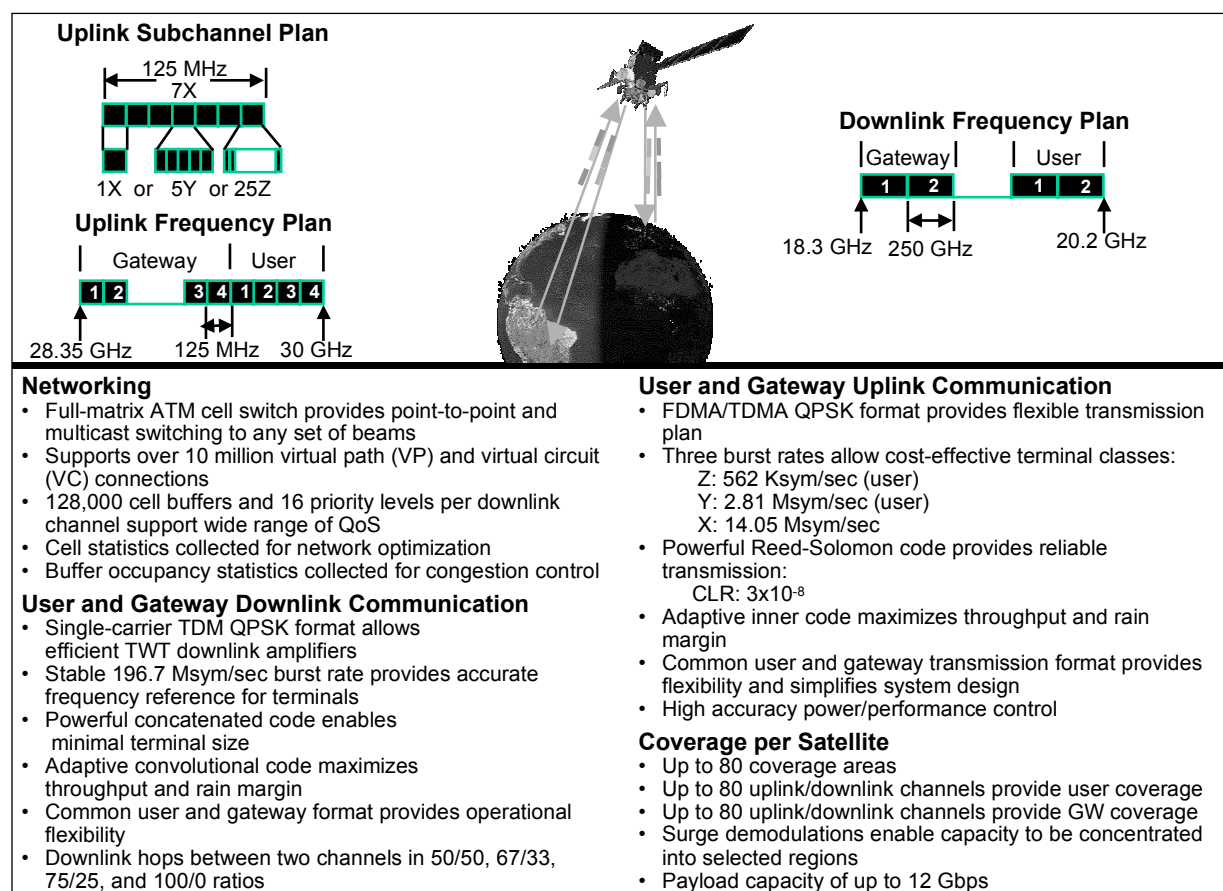 Uplink Subchannel Plan
125 MHz
7X
1X or 5Y or 25Z
Uplink Frequency Plan
Gateway User
1 2 3 4 1 2 3 4
28.35 GHz 125 MHz 30 GHz
Downlink Frequency Plan
Gateway User
1 2 1 2
18.3 GHz 250 GHz 20.2 GHz
Networking
• Full-matrix ATM cell switch provides point-to-point and
multicast switching to any set of beams
• Supports over 10 million virtual path (VP) and virtual circuit
(VC) connections
• 128,000 cell buffers and 16 priority levels per downlink
channel support wide range of QoS
• Cell statistics collected for network optimization
• Buffer occupancy statistics collected for congestion control
User and Gateway Downlink Communication
• Single-carrier TDM QPSK format allows
efficient TWT downlink amplifiers
• Stable 196.7 Msym/sec burst rate provides accurate
frequency reference for terminals
• Powerful concatenated code enables
minimal terminal size
• Adaptive convolutional code maximizes
throughput and rain margin
• Common user and gateway format provides operational
flexibility
• Downlink hops between two channels in 50/50, 67/33,
75/25, and 100/0 ratios
User and Gateway Uplink Communication
• FDMA/TDMA QPSK format provides flexible transmission
plan
• Three burst rates allow cost-effective terminal classes:
Z: 562 Ksym/sec (user)
Y: 2.81 Msym/sec (user)
X: 14.05 Msym/sec
• Powerful Reed-Solomon code provides reliable
transmission:
CLR: 3x10-8
• Adaptive inner code maximizes throughput and rain
margin
• Common user and gateway transmission format provides
flexibility and simplifies system design
• High accuracy power/performance control
Coverage per Satellite
• Up to 80 coverage areas
• Up to 80 uplink/downlink channels provide user coverage
• Up to 80 uplink/downlink channels provide GW coverage
• Surge demodulations enable capacity to be concentrated
into selected regions
• Payload capacity of up to 12 Gbps